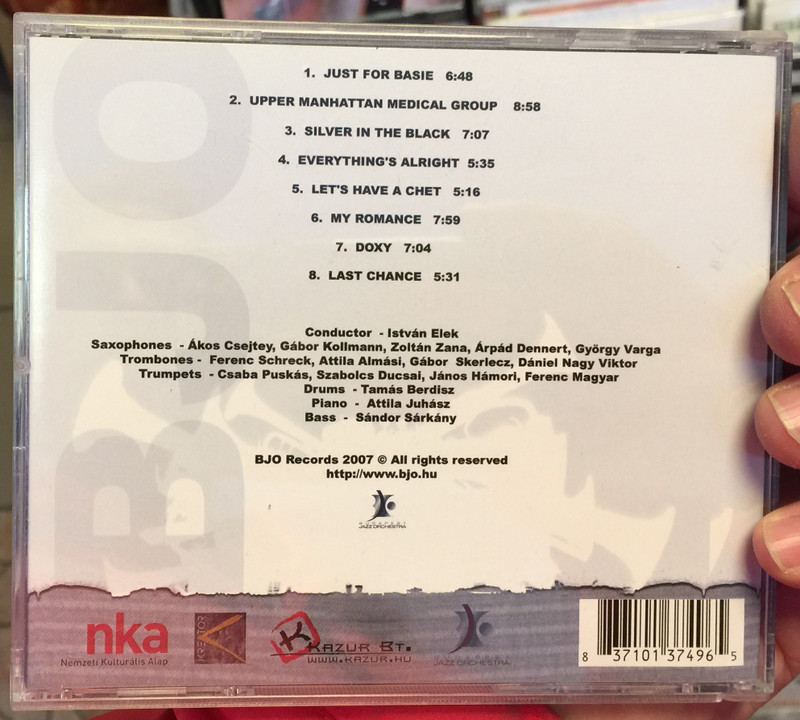 BJO
1. JUST FOR BASIE 6:48
2. UPPER MANHATTAN MEDICAL GROUP 8:58
3. SILVER IN THE BLACK 7:07
4. EVERYTHING'S ALRIGHT 5:35
5. LET'S HAVE A CHET 5:16
6. MY ROMANCE 7:59
7. DOXY 7:04
8. LAST CHANCE 5:31
Conductor - István Elek
Saxophones - Ákos Csejtey, Gábor Kollmann, Zoltán Zana, Árpád Dennert, György Varga
Trombones - Ferenc Schreck, Attila Almási, Gábor Skerlecz, Dániel Nagy Viktor
Trumpets - Csaba Puskás, Szabolcs Ducsai, János Hámori, Ferenc Magyar
Drums - Tamás Berdisz
Piano - Attila Juhász
Bass - Sándor Sárkány
BJO Records 2007 © All rights reserved
http://www.bjo.hu
BUDAPEST
JAZZ ORCHESTRA
nka
Nemzeti Kulturális Alap
K
KAZUR BT.
WWW.KAZUR.HU
JAZZ ORCHESTRA
8 37101 37496 5